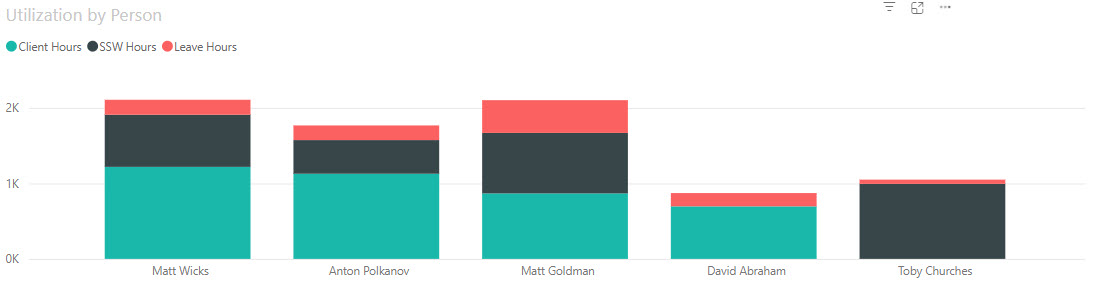 Utilization by Person
Client Hours SSW Hours Leave Hours
2K
1K
0K
Matt Wicks Anton Polkanov Matt Goldman David Abraham Toby Churches